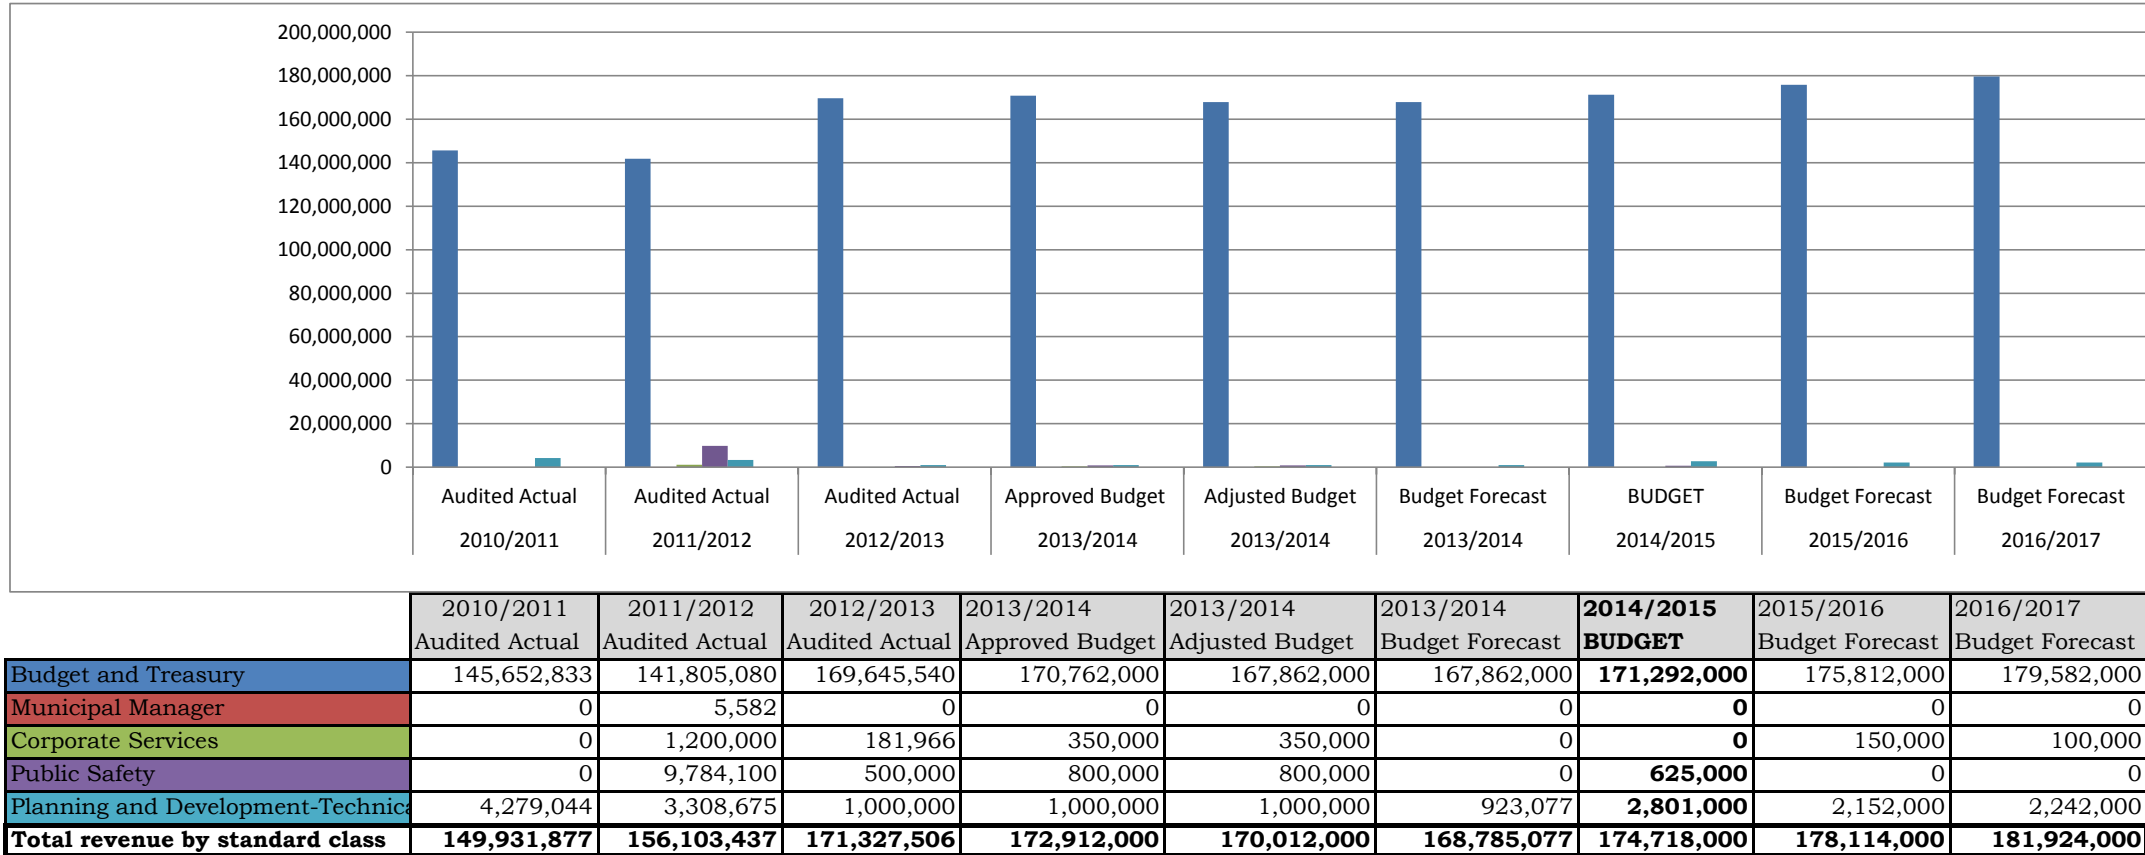 200,000,000
180,000,000
160,000,000
140,000,000
120,000,000
100,000,000
80,000,000
60,000,000
40,000,000
20,000,000
0
Audited Actual Audited Actual Audited Actual Approved Budget Adjusted Budget Budget Forecast BUDGET Budget Forecast Budget Forecast
2010/2011 2011/2012 2012/2013 2013/2014 2013/2014 2013/2014 2014/2015 2015/2016 2016/2017
2010/2011 2011/2012 2012/2013 2013/2014 2013/2014 2013/2014 2014/2015 2015/2016 2016/2017
Audited Actual Audited Actual Audited Actual Approved Budget Adjusted Budget Budget Forecast BUDGET Budget Forecast Budget Forecast
Budget and Treasury 145,652,833 141,805,080 169,645,540 170,762,000 167,862,000 167,862,000 171,292,000 175,812,000 179,582,000
Municipal Manager 0 5,582 0 0 0 0 0 0 0
Corporate Services 0 1,200,000 181,966 350,000 350,000 0 0 150,000 100,000
Public Safety 0 9,784,100 500,000 800,000 800,000 0 625,000 0 0
Planning and Development-Technica 4,279,044 3,308,675 1,000,000 1,000,000 1,000,000 923,077 2,801,000 2,152,000 2,242,000
Total revenue by standard class 149,931,877 156,103,437 171,327,506 172,912,000 170,012,000 168,785,077 174,718,000 178,114,000 181,924,000